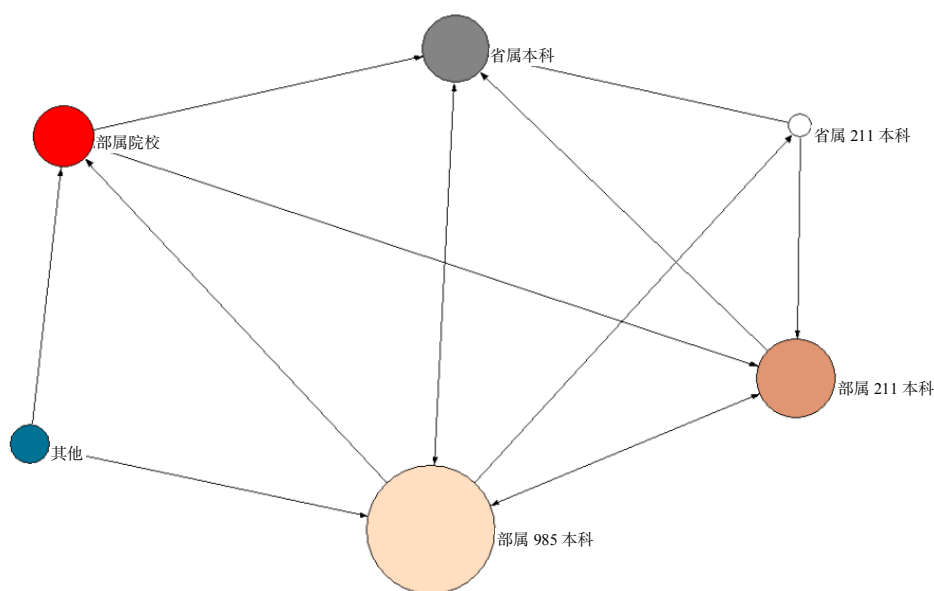 省属本科
省属 211 本科
部属院校
部属 211 本科
其他
部属 985 本科